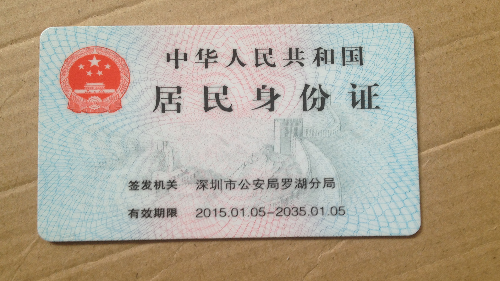 中华人民共和国
居民身份证
签发机关 深圳市公安局罗湖分局
有效期限 2015.01.05-2035.01.05